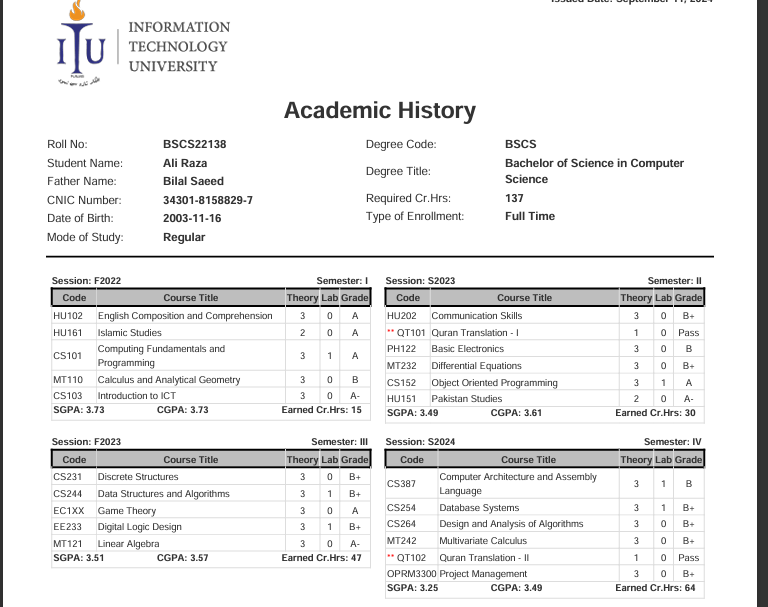 Issued Date: September 11, 2024
INFORMATION
TECHNOLOGY
UNIVERSITY
ITU
Academic History
Roll No: BSCS22138 Degree Code: BSCS
Student Name: Ali Raza Degree Title: Bachelor of Science in Computer Science
Father Name: Bilal Saeed
CNIC Number: 34301-8158829-7 Required Cr.Hrs: 137
Date of Birth: 2003-11-16 Type of Enrollment: Full Time
Mode of Study: Regular
Session: F2022 Semester: I
Code Course Title Theory Lab Grade
HU102 English Composition and Comprehension 3 0 A
HU161 Islamic Studies 2 0 A
CS101 Computing Fundamentals and Programming 3 1 A
MT110 Calculus and Analytical Geometry 3 0 B
CS103 Introduction to ICT 3 0 A-
SGPA: 3.73 CGPA: 3.73 Earned Cr.Hrs: 15
Session: S2023 Semester: II
Code Course Title Theory Lab Grade
HU202 Communication Skills 3 0 B+
** QT101 Quran Translation - I 1 0 Pass
PH122 Basic Electronics 3 0 B
MT232 Differential Equations 3 0 B+
CS152 Object Oriented Programming 3 1 A
HU151 Pakistan Studies 2 0 A-
SGPA: 3.49 CGPA: 3.61 Earned Cr.Hrs: 30
Session: F2023 Semester: III
Code Course Title Theory Lab Grade
CS231 Discrete Structures 3 0 B+
CS244 Data Structures and Algorithms 3 1 B+
EC1XX Game Theory 3 0 A
EE233 Digital Logic Design 3 1 B+
MT121 Linear Algebra 3 0 A-
SGPA: 3.51 CGPA: 3.57 Earned Cr.Hrs: 47
Session: S2024 Semester: IV
Code Course Title Theory Lab Grade
CS387 Computer Architecture and Assembly Language 3 1 B
CS254 Database Systems 3 1 B+
CS264 Design and Analysis of Algorithms 3 0 B+
MT242 Multivariate Calculus 3 0 B+
** QT102 Quran Translation - II 1 0 Pass
OPRM3300 Project Management 3 0 B+
SGPA: 3.25 CGPA: 3.49 Earned Cr.Hrs: 64